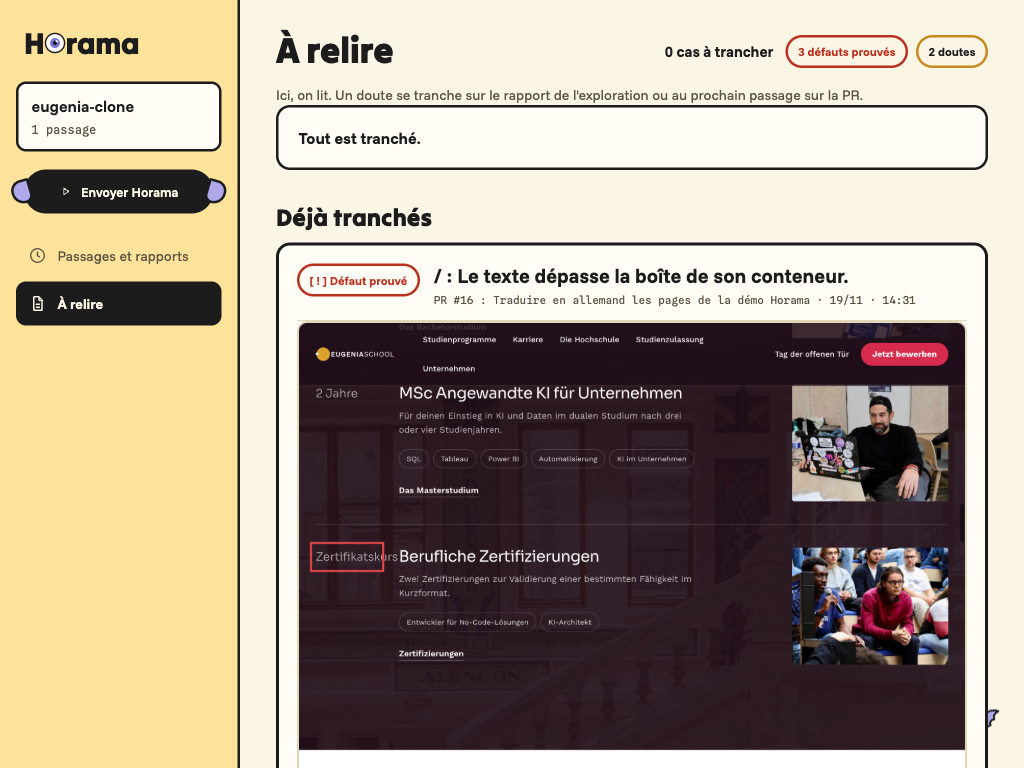 Horama
eugenia-clone
1 passage
Envoyer Horama
Passages et rapports
À relire
À relire
0 cas à trancher
3 défauts prouvés
2 doutes
Ici, on lit. Un doute se tranche sur le rapport de l'exploration ou au prochain passage sur la PR.
Tout est tranché.
Déjà tranchés
[ ! ] Défaut prouvé
/ : Le texte dépasse la boîte de son conteneur.
PR #16 : Traduire en allemand les pages de la démo Horama · 19/11 · 14:31
Das Bachelorstudium
EUGENIASCHOOL
Studienprogramme Karriere Die Hochschule Studienzulassung
Unternehmen
Tag der offenen Tür
Jetzt bewerben
2 Jahre
MSc Angewandte KI für Unternehmen
Für deinen Einstieg in KI und Daten im dualen Studium nach drei
oder vier Studienjahren.
SQL Tableau Power BI Automatisierung KI im Unternehmen
Das Masterstudium
Zertifikatskurs
Berufliche Zertifizierungen
Zwei Zertifizierungen zur Validierung einer bestimmten Fähigkeit im
Kurzformat.
Entwickler für No-Code-Lösungen KI-Architekt
Zertifizierungen
ALENCON